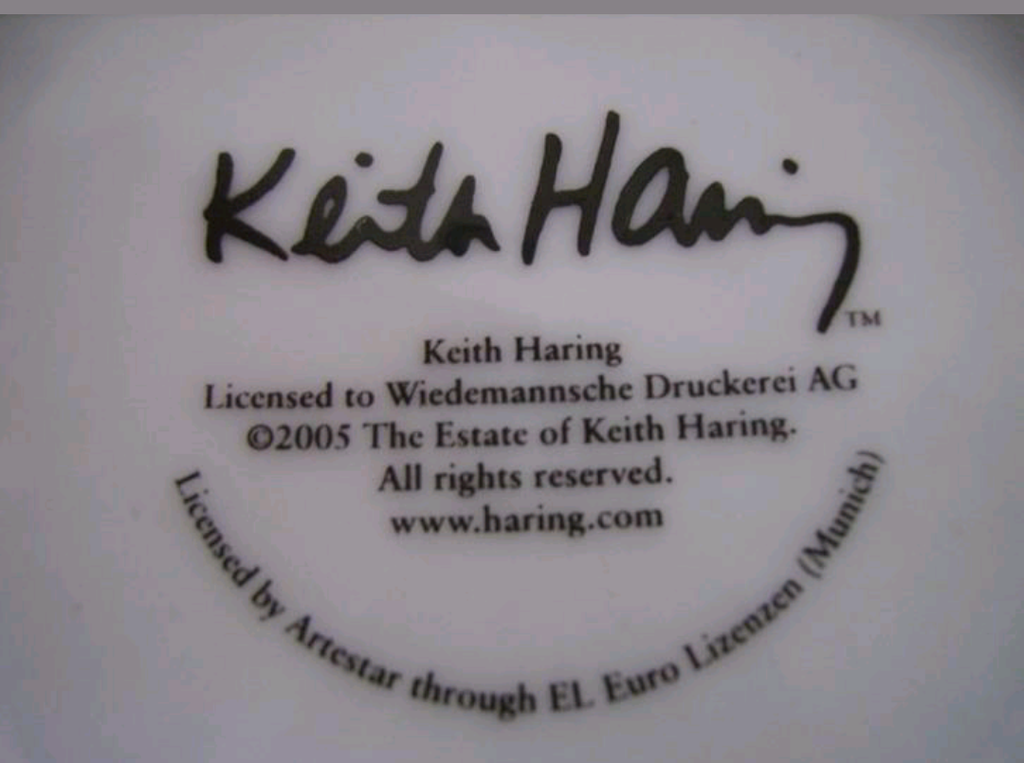 Keith Haring
TM
Keith Haring
Licensed to Wiedemannsche Druckerei AG
©2005 The Estate of Keith Haring.
All rights reserved.
www.haring.com
Licensed by Artestar through EL Euro Lizenzen (Munich)